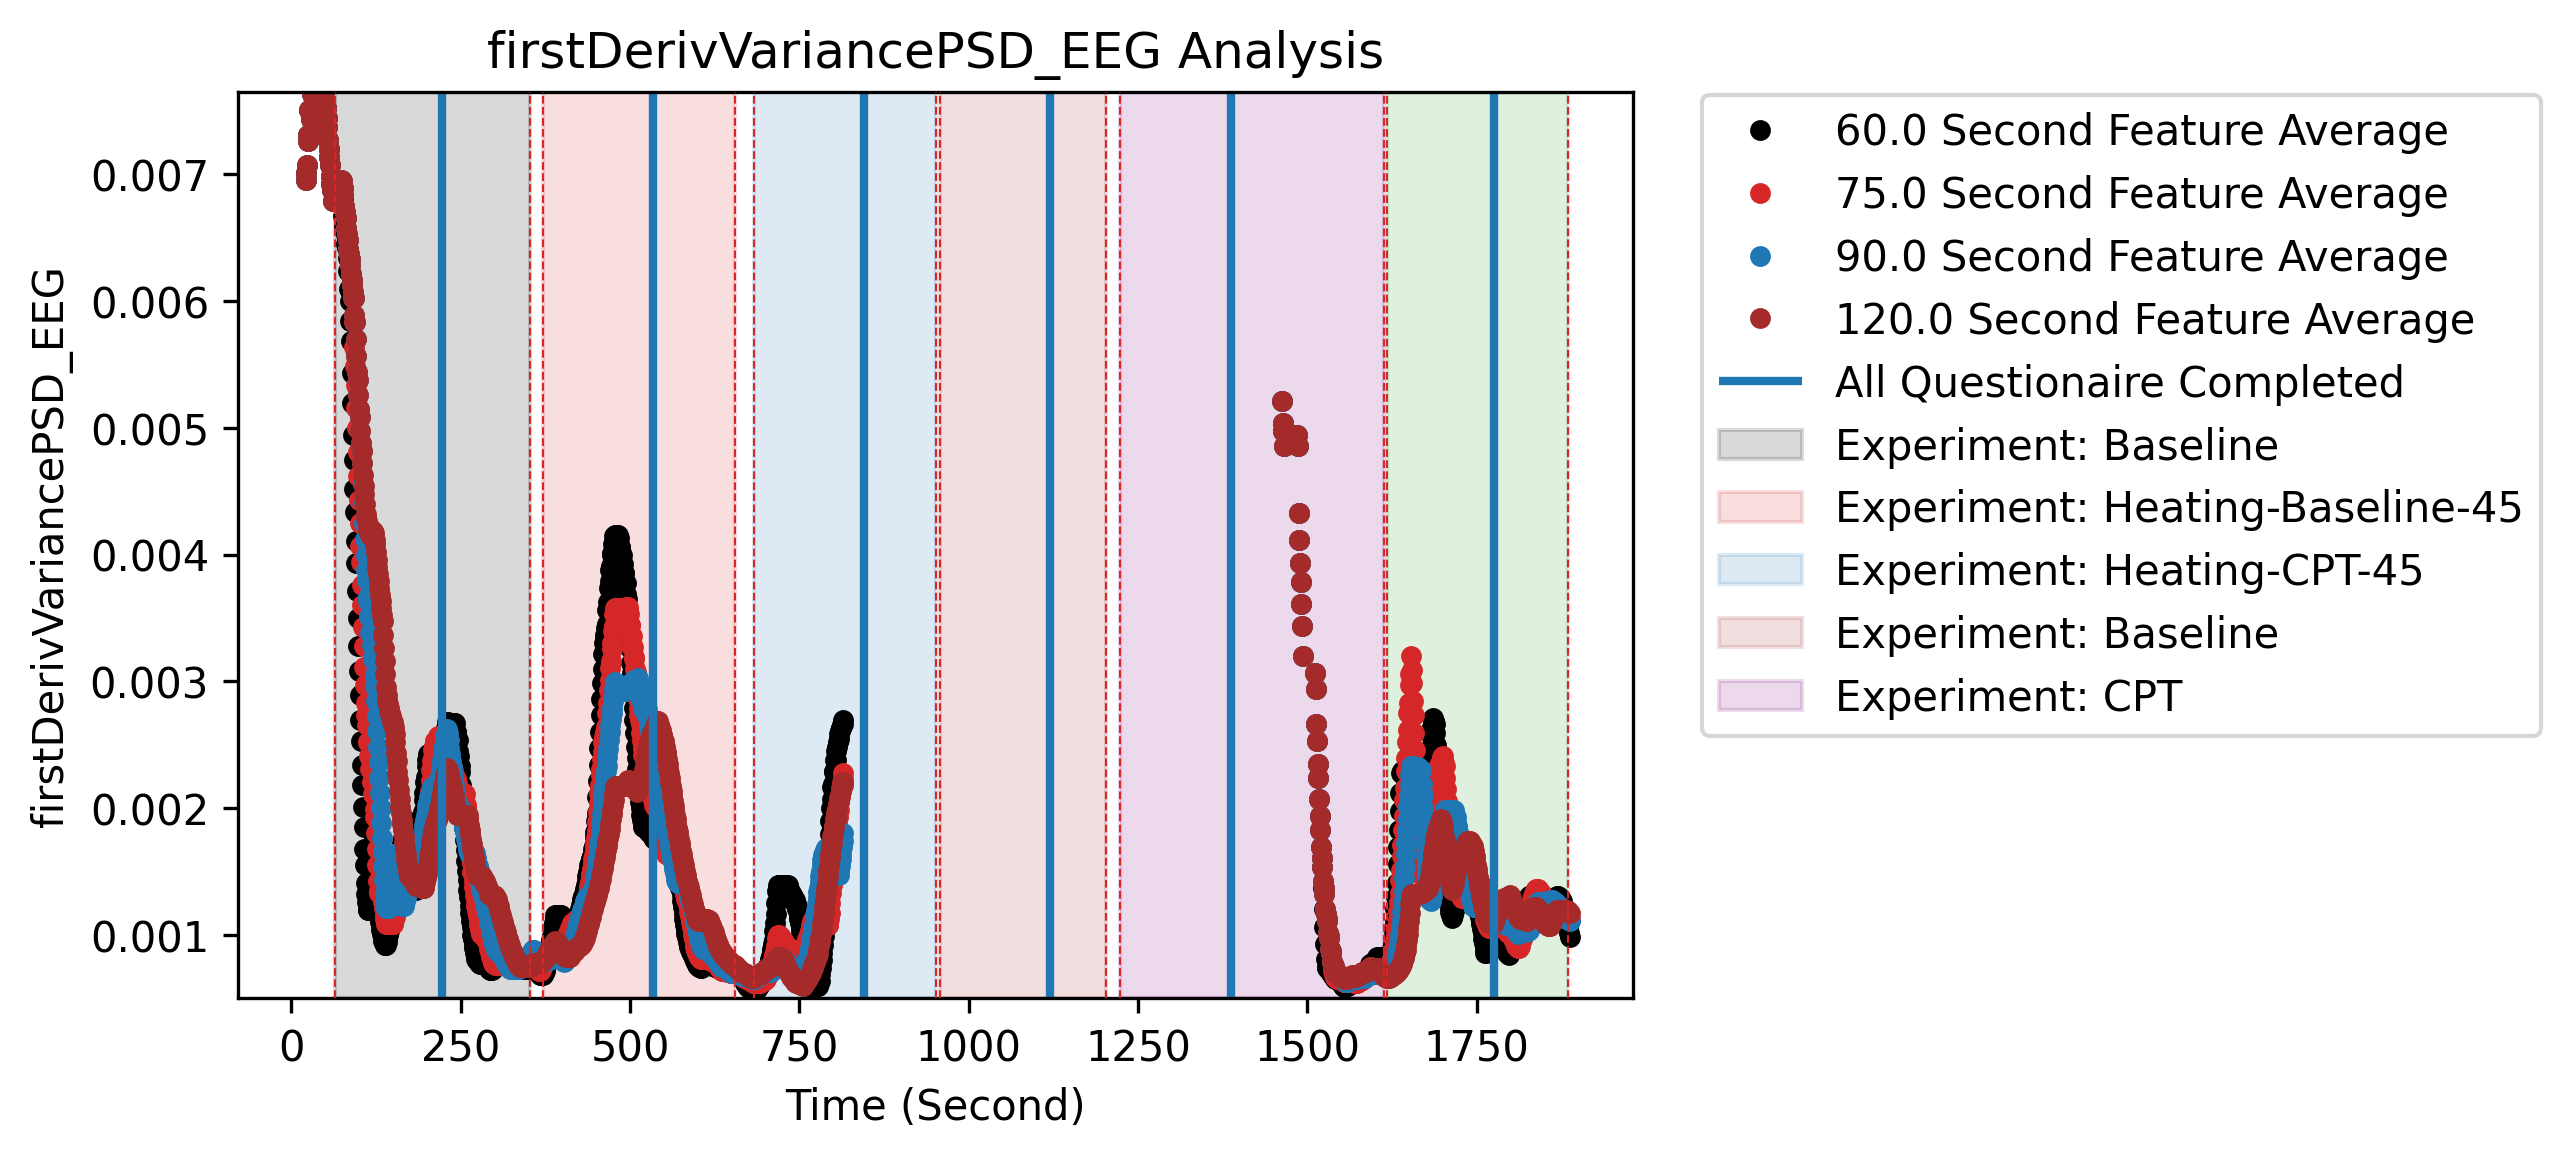 firstDerivVariancePSD_EEG Analysis
firstDerivVariancePSD_EEG
0.007
0.006
0.005
0.004
0.003
0.002
0.001
0 250 500 750 1000 1250 1500 1750
Time (Second)
60.0 Second Feature Average
75.0 Second Feature Average
90.0 Second Feature Average
120.0 Second Feature Average
All Questionaire Completed
Experiment: Baseline
Experiment: Heating-Baseline-45
Experiment: Heating-CPT-45
Experiment: Baseline
Experiment: CPT